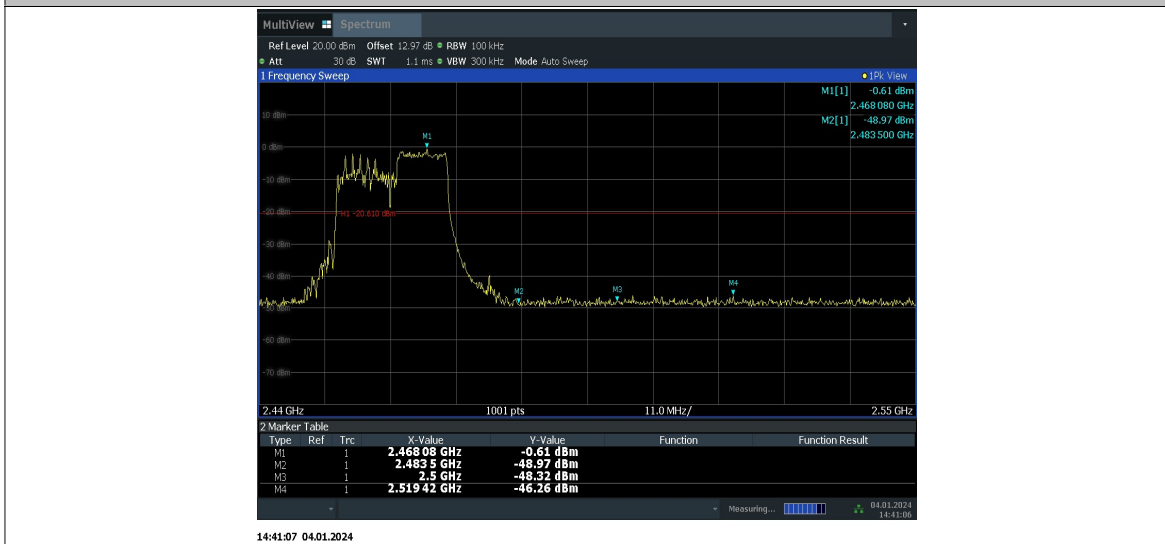 MultiView Spectrum
Ref Level 20.00 dBm Offset 12.97 dB RBW 100 kHz
Att 30 dB SWT 1.1 ms VBW 300 kHz Mode Auto Sweep
1 Frequency Sweep 1Pk View
M1[1] -0.61 dBm
2.468 080 GHz
M2[1] -48.97 dBm
2.483 500 GHz
10 dBm
M1
0 dBm
-10 dBm
-20 dBm
H1 -20.610 dBm
-30 dBm
-40 dBm
M2 M3 M4
-50 dBm
-60 dBm
-70 dBm
2.44 GHz 1001 pts 11.0 MHz/ 2.55 GHz
2 Marker Table
Type Ref Trc X-Value Y-Value Function Function Result
M1 1 2.468 08 GHz -0.61 dBm
M2 1 2.483 5 GHz -48.97 dBm
M3 1 2.5 GHz -48.32 dBm
M4 1 2.519 42 GHz -46.26 dBm
Measuring... 04.01.2024
14:41:06
14:41:07 04.01.2024